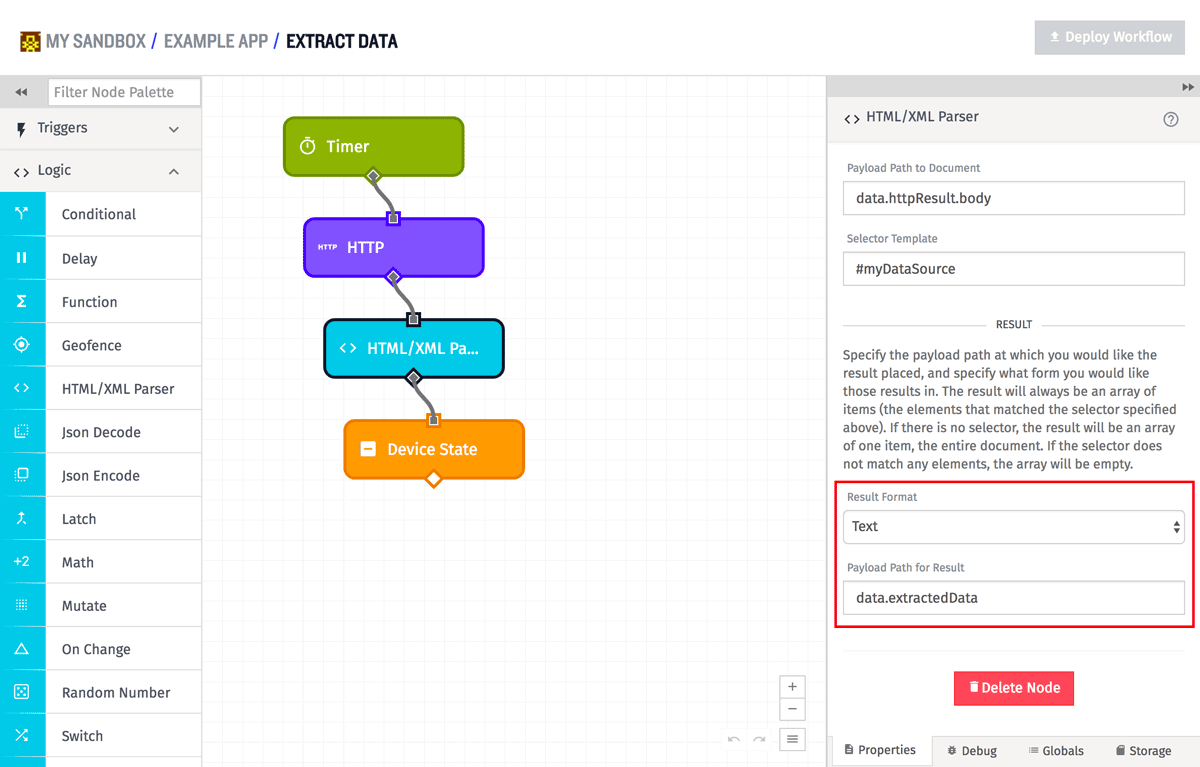 MY SANDBOX / EXAMPLE APP / EXTRACT DATA
Deploy Workflow
Filter Node Palette
Triggers
Logic
Conditional
Delay
Function
Geofence
HTML/XML Parser
Json Decode
Json Encode
Latch
+2 Math
Mutate
On Change
Random Number
Switch
Timer
HTTP HTTP
HTML/XML Pa...
Device State
HTML/XML Parser
Payload Path to Document
data.httpResult.body
Selector Template
#myDataSource
RESULT
Specify the payload path at which you would like the
result placed, and specify what form you would like
those results in. The result will always be an array of
items (the elements that matched the selector specified
above). If there is no selector, the result will be an array
of one item, the entire document. If the selector does
not match any elements, the array will be empty.
Result Format
Text
Payload Path for Result
data.extractedData
Delete Node
Properties
Debug
Globals
Storage